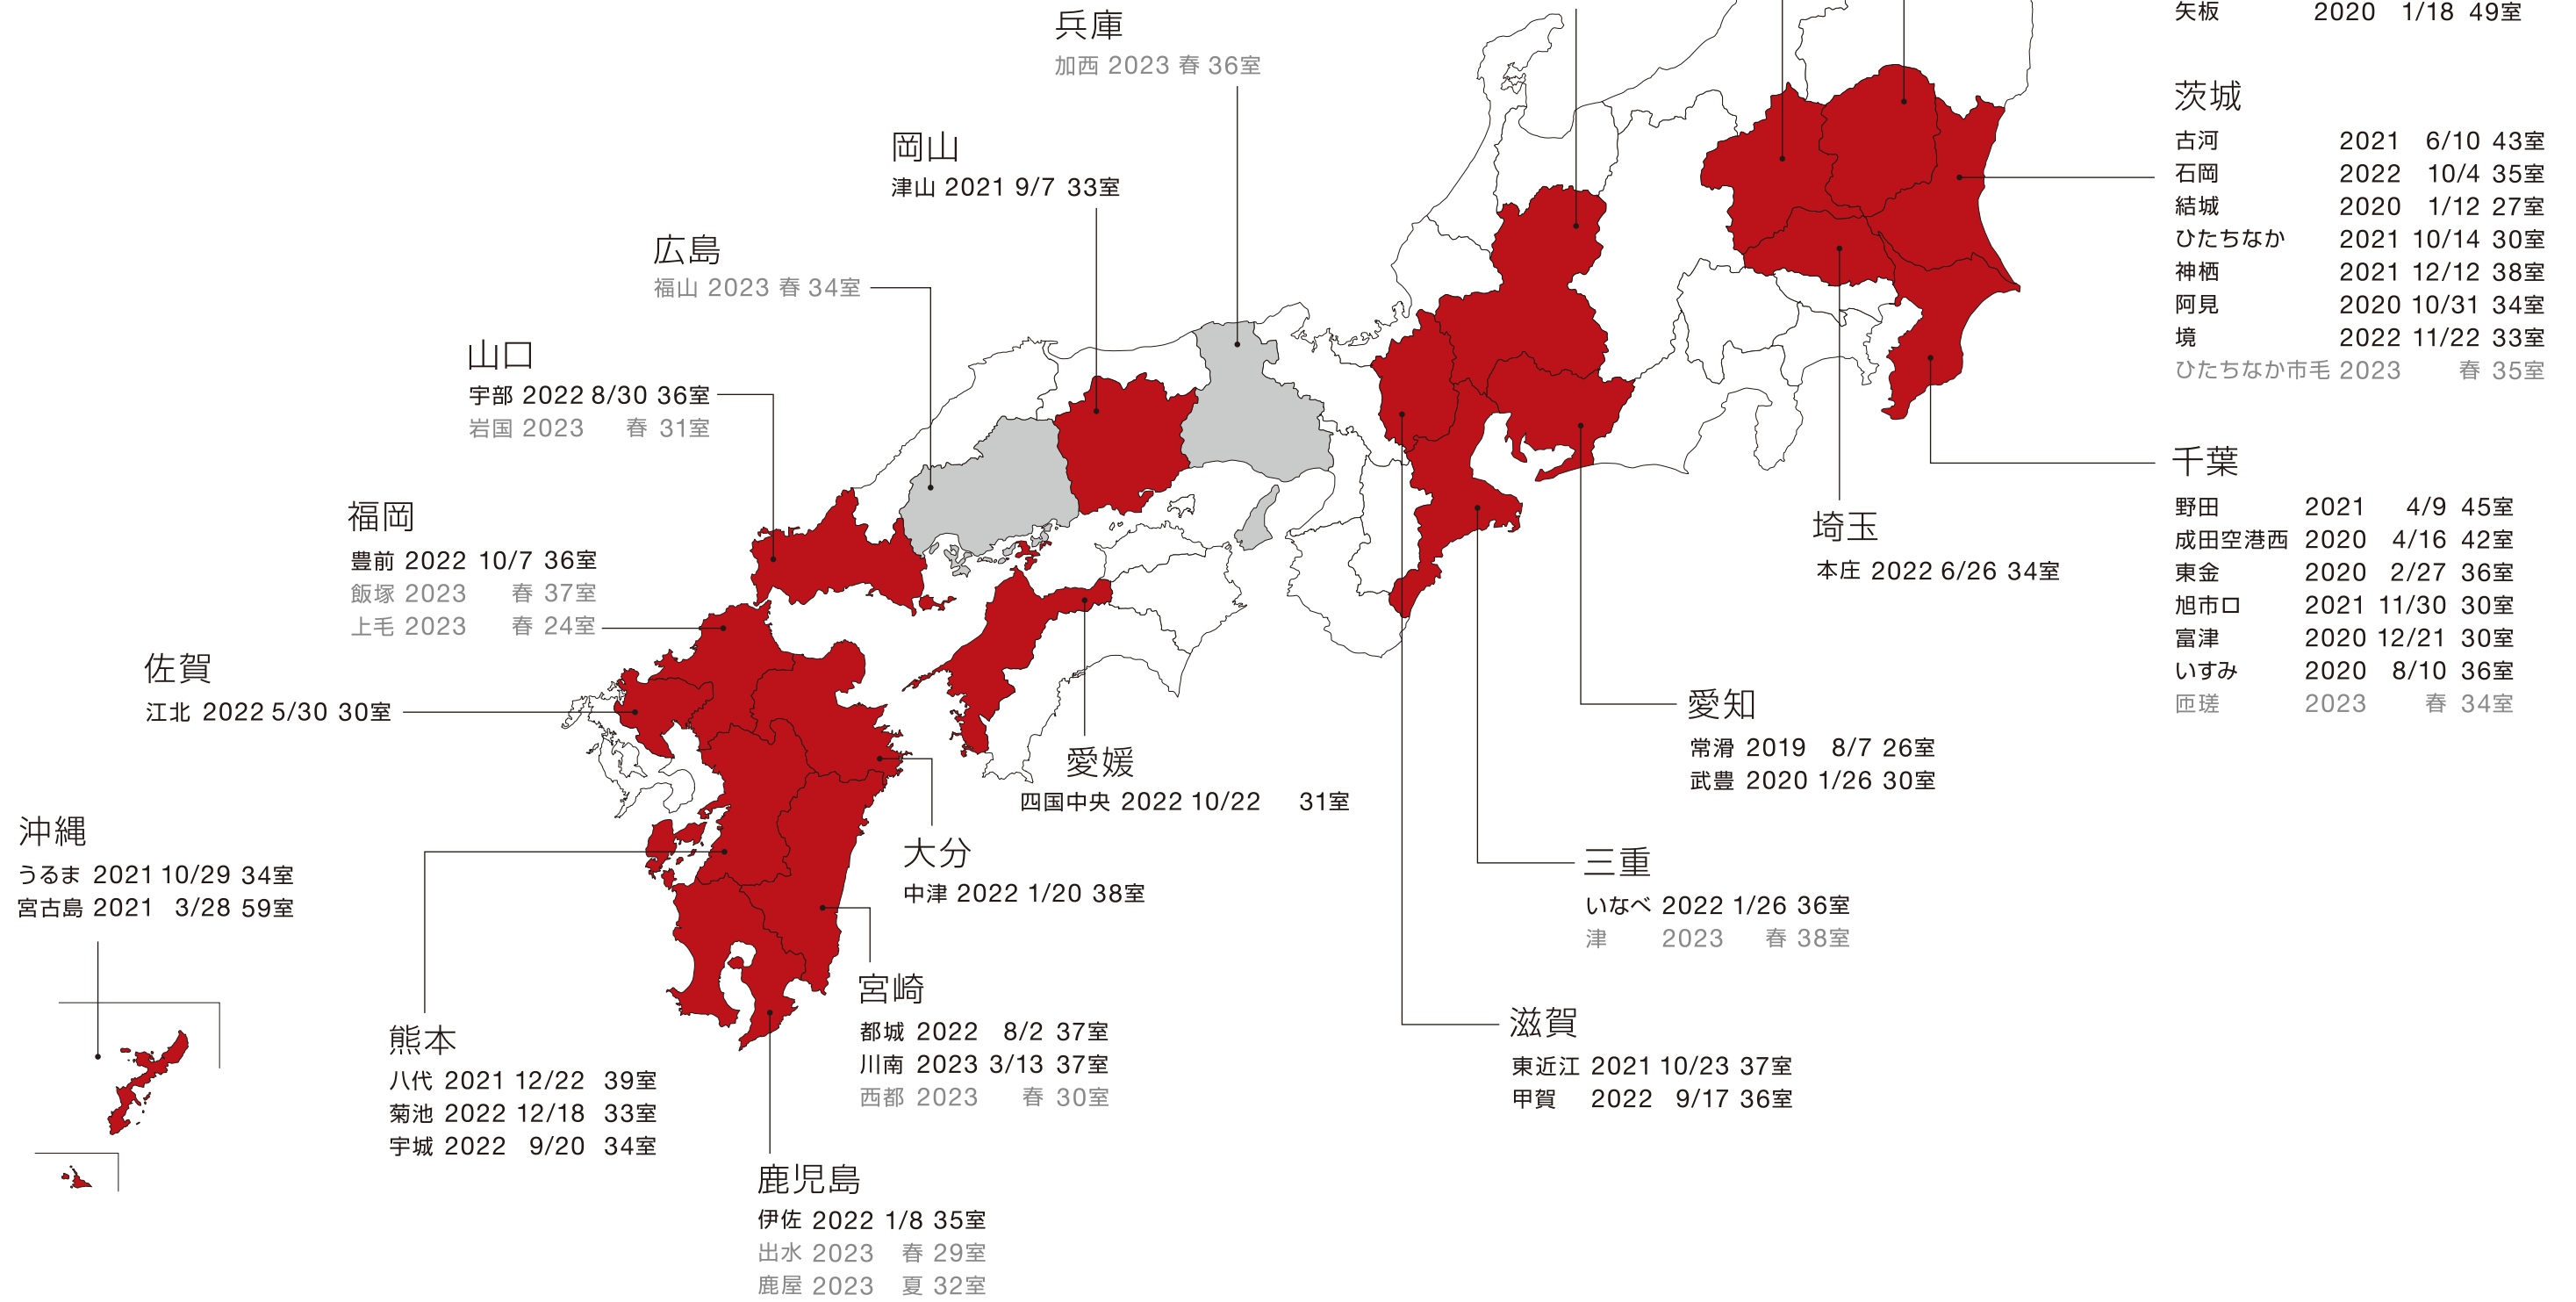 兵庫
加西 2023 春 36室
岡山
津山 2021 9/7 33室
広島
福山 2023 春 34室
山口
宇部 2022 8/30 36室
岩国 2023 春 31室
福岡
豊前 2022 10/7 36室
飯塚 2023 春 37室
上毛 2023 春 24室
佐賀
江北 2022 5/30 30室
沖縄
うるま 2021 10/29 34室
宮古島 2021 3/28 59室
熊本
八代 2021 12/22 39室
菊池 2022 12/18 33室
宇城 2022 9/20 34室
鹿児島
伊佐 2022 1/8 35室
出水 2023 春 29室
鹿屋 2023 夏 32室
宮崎
都城 2022 8/2 37室
川南 2023 3/13 37室
西都 2023 春 30室
大分
中津 2022 1/20 38室
愛媛
四国中央 2022 10/22 31室
滋賀
東近江 2021 10/23 37室
甲賀 2022 9/17 36室
三重
いなべ 2022 1/26 36室
津 2023 春 38室
愛知
常滑 2019 8/7 26室
武豊 2020 1/26 30室
埼玉
本庄 2022 6/26 34室
矢板 2020 1/18 49室
茨城
古河 2021 6/10 43室
石岡 2022 10/4 35室
結城 2020 1/12 27室
ひたちなか 2021 10/14 30室
神栖 2021 12/12 38室
阿見 2020 10/31 34室
境 2022 11/22 33室
ひたちなか市毛 2023 春 35室
千葉
野田 2021 4/9 45室
成田空港西 2020 4/16 42室
東金 2020 2/27 36室
旭市ロ 2021 11/30 30室
富津 2020 12/21 30室
いすみ 2020 8/10 36室
匝瑳 2023 春 34室